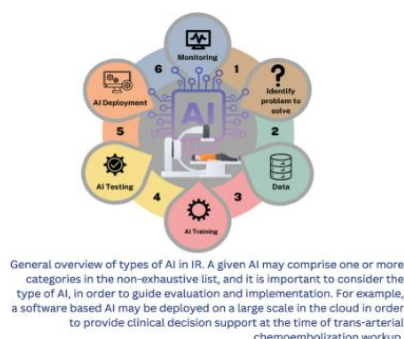 Monitoring
6
1
AI Deployment
Identify
problem to
solve
AI
5
2
AI Testing
Data
4
3
AI Training
General overview of types of AI in IR. A given AI may comprise one or more
categories in the non-exhaustive list, and it is important to consider the
type of AI, in order to guide evaluation and implementation. For example,
a software based AI may be deployed on a large scale in the cloud in order
to provide clinical decision support at the time of trans-arterial
chemoembolization workup.